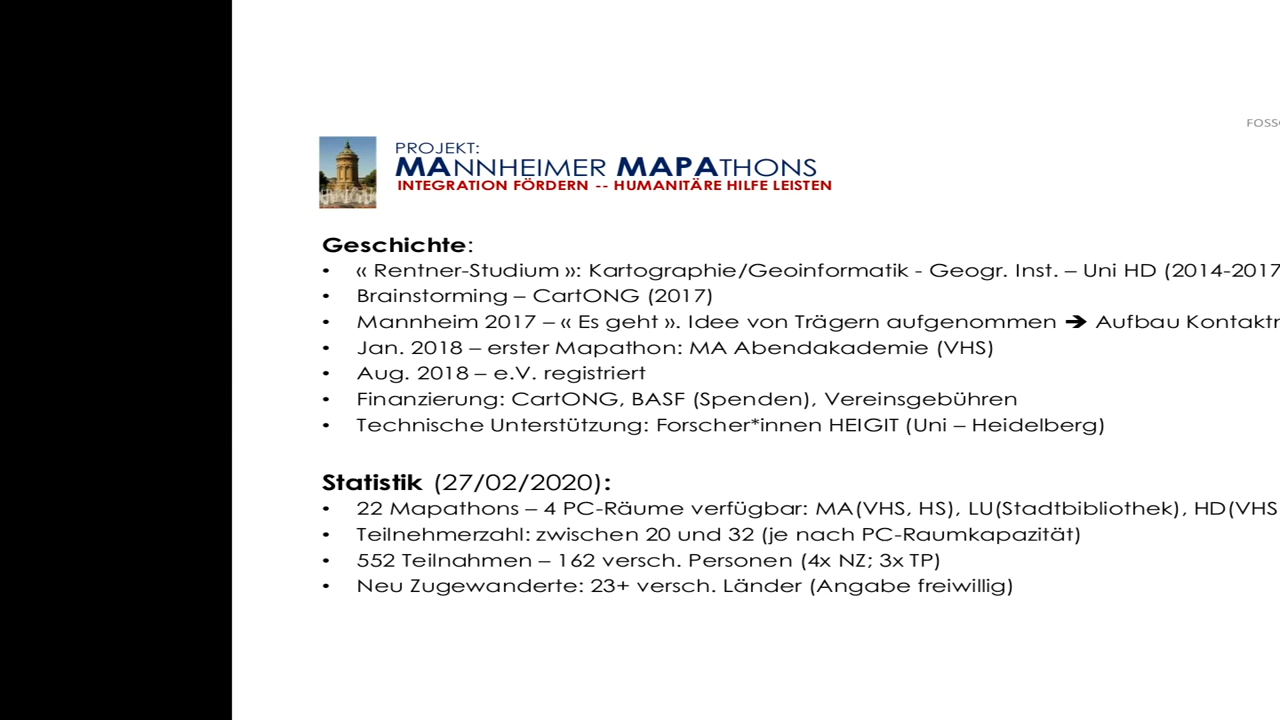 FOSSG
PROJEKT:
MANNHEIMER MAPATHONS
INTEGRATION FÖRDERN -- HUMANITÄRE HILFE LEISTEN
Geschichte:
• « Rentner-Studium »: Kartographie/Geoinformatik - Geogr. Inst. – Uni HD (2014-2017
• Brainstorming – CartONG (2017)
• Mannheim 2017 – « Es geht ». Idee von Trägern aufgenommen ➔ Aufbau Kontaktn
• Jan. 2018 – erster Mapathon: MA Abendakademie (VHS)
• Aug. 2018 – e.V. registriert
• Finanzierung: CartONG, BASF (Spenden), Vereinsgebühren
• Technische Unterstützung: Forscher*innen HEIGIT (Uni – Heidelberg)
Statistik (27/02/2020):
• 22 Mapathons – 4 PC-Räume verfügbar: MA(VHS, HS), LU(Stadtbibliothek), HD(VHS
• Teilnehmerzahl: zwischen 20 und 32 (je nach PC-Raumkapazität)
• 552 Teilnahmen – 162 versch. Personen (4x NZ; 3x TP)
• Neu Zugewanderte: 23+ versch. Länder (Angabe freiwillig)